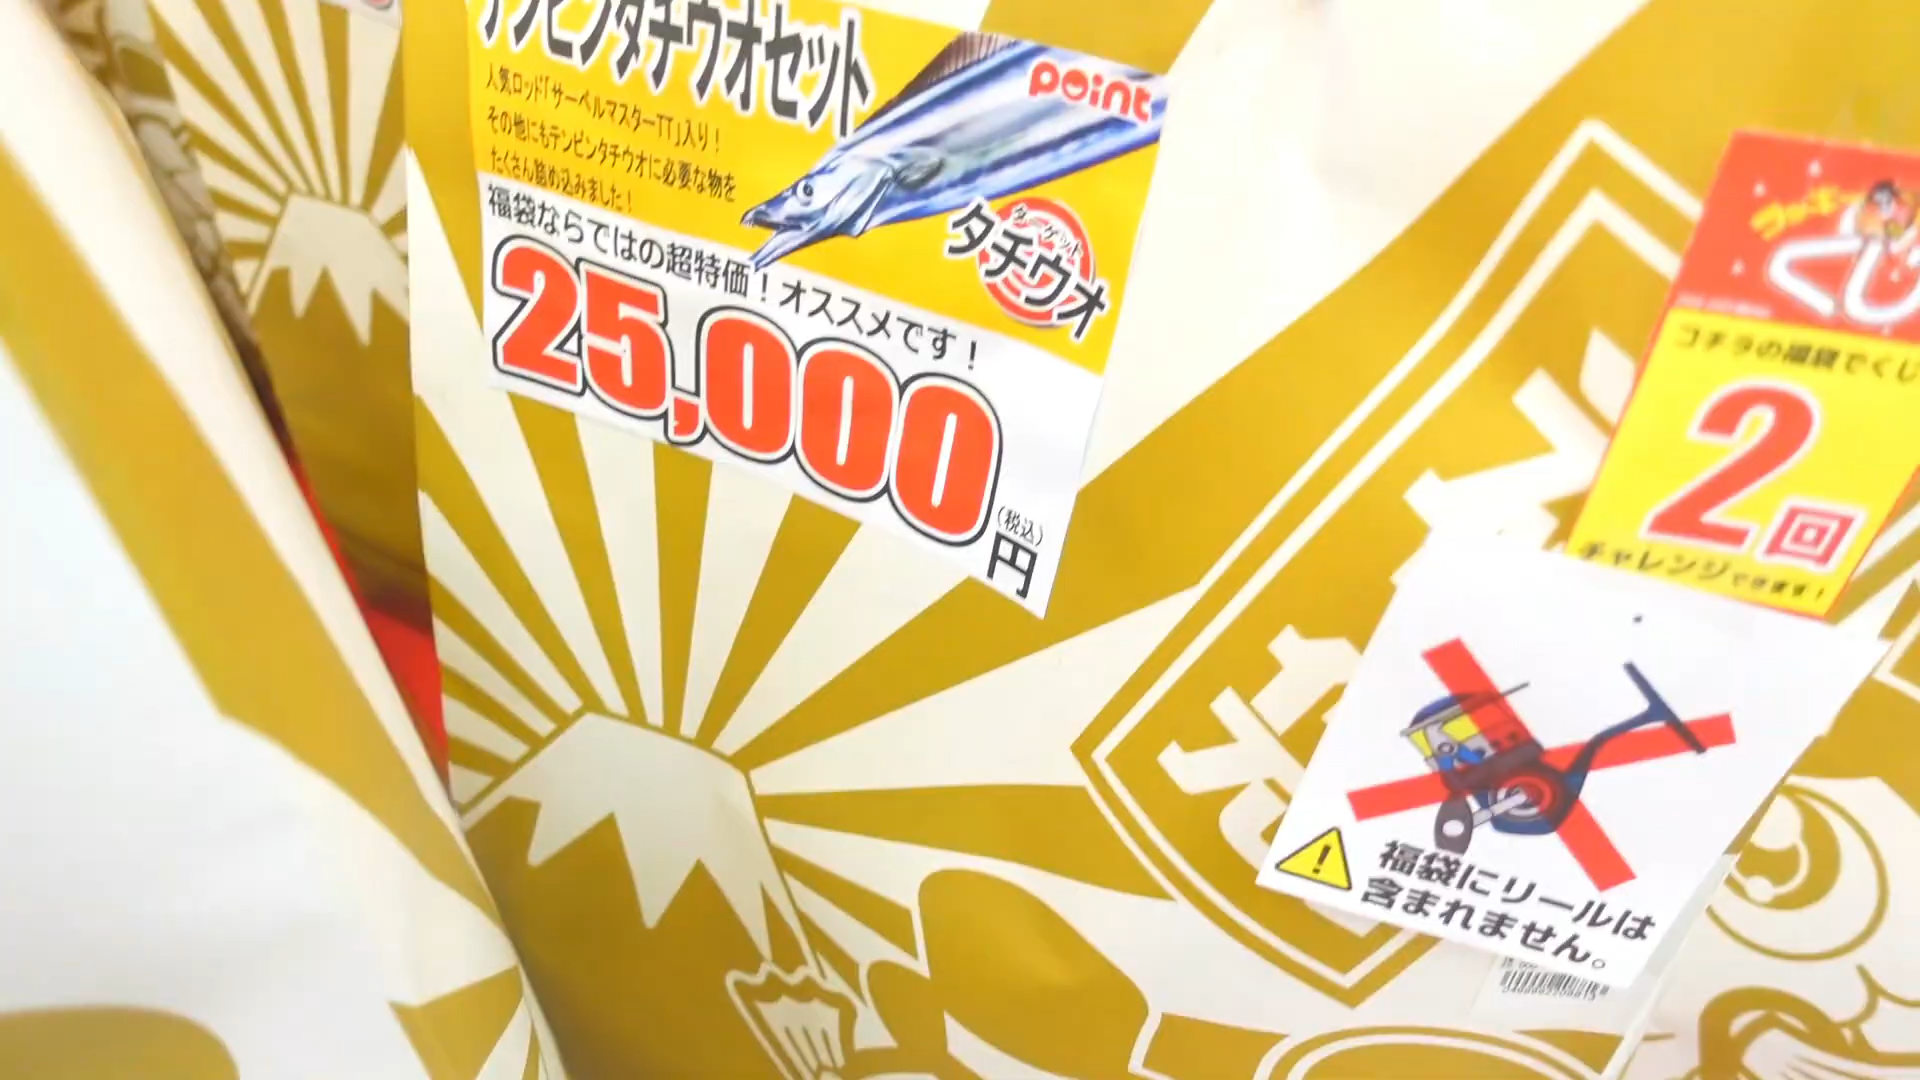 テンビンタチウオセット
人気ロッド「サーベルマスターTT」入り！
その他にもテンビンタチウオに必要な物を
たくさん詰め込みました！
point
ターゲット
タチウオ
福袋ならではの超特価！オススメです！
25,000
(税込)
円
くじ
コチラの福袋でくじ
2回
チャレンジできます！
福袋にリールは
含まれません。